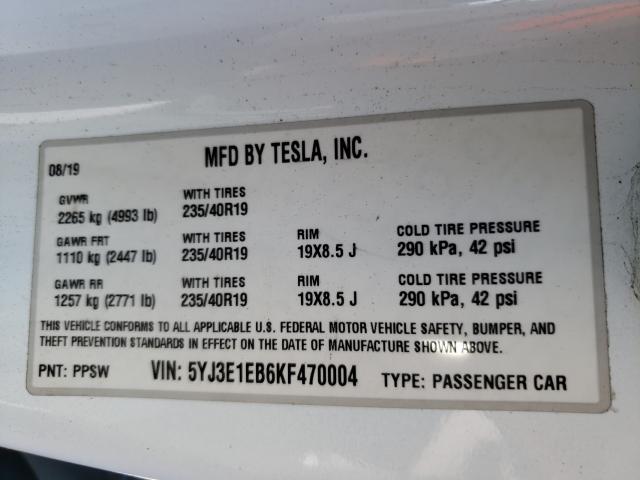 08/19 MFD BY TESLA, INC.
GVWR WITH TIRES
2265 kg (4993 lb) 235/40R19
GAWR FRT WITH TIRES RIM COLD TIRE PRESSURE
1110 kg (2447 lb) 235/40R19 19X8.5 J 290 kPa, 42 psi
GAWR RR WITH TIRES RIM COLD TIRE PRESSURE
1257 kg (2771 lb) 235/40R19 19X8.5 J 290 kPa, 42 psi
THIS VEHICLE CONFORMS TO ALL APPLICABLE U.S. FEDERAL MOTOR VEHICLE SAFETY, BUMPER, AND
THEFT PREVENTION STANDARDS IN EFFECT ON THE DATE OF MANUFACTURE SHOWN ABOVE.
PNT: PPSW VIN: 5YJ3E1EB6KF470004 TYPE: PASSENGER CAR